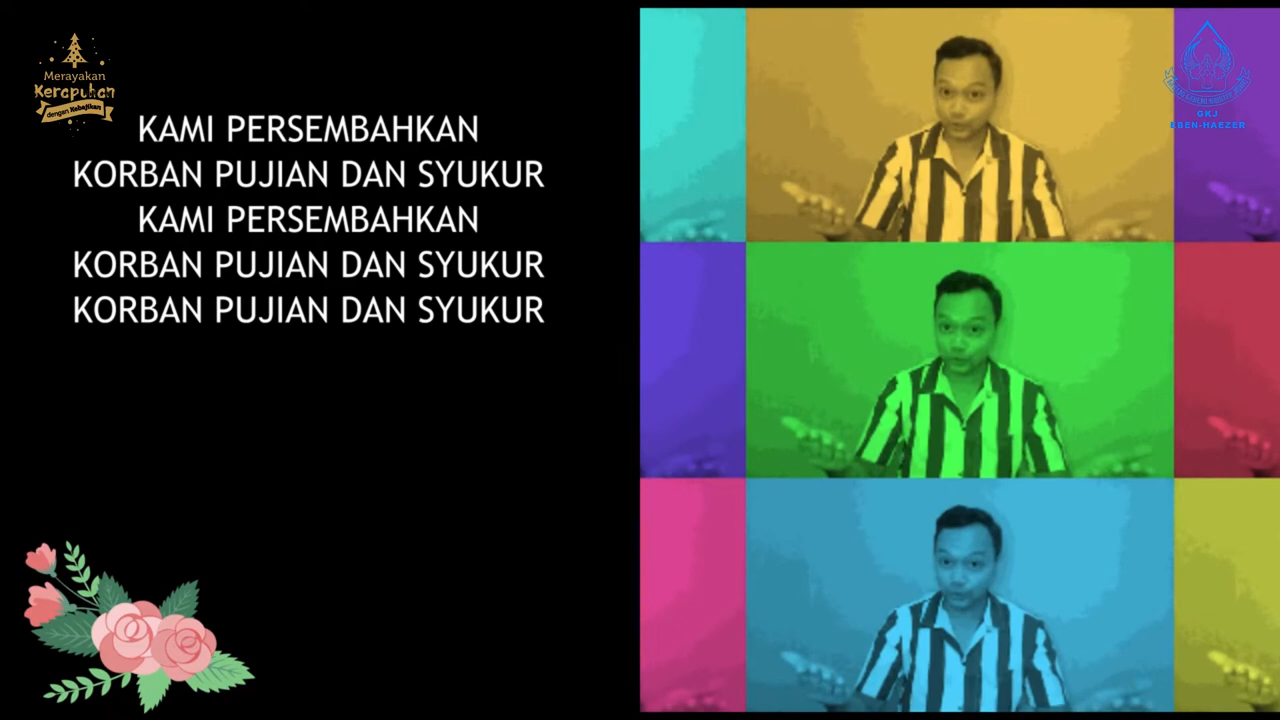 Merayakan
Kerapuhan
dengan Kebajikan
KAMI PERSEMBAHKAN
KORBAN PUJIAN DAN SYUKUR
KAMI PERSEMBAHKAN
KORBAN PUJIAN DAN SYUKUR
KORBAN PUJIAN DAN SYUKUR
GKJ
EBEN-HAEZER